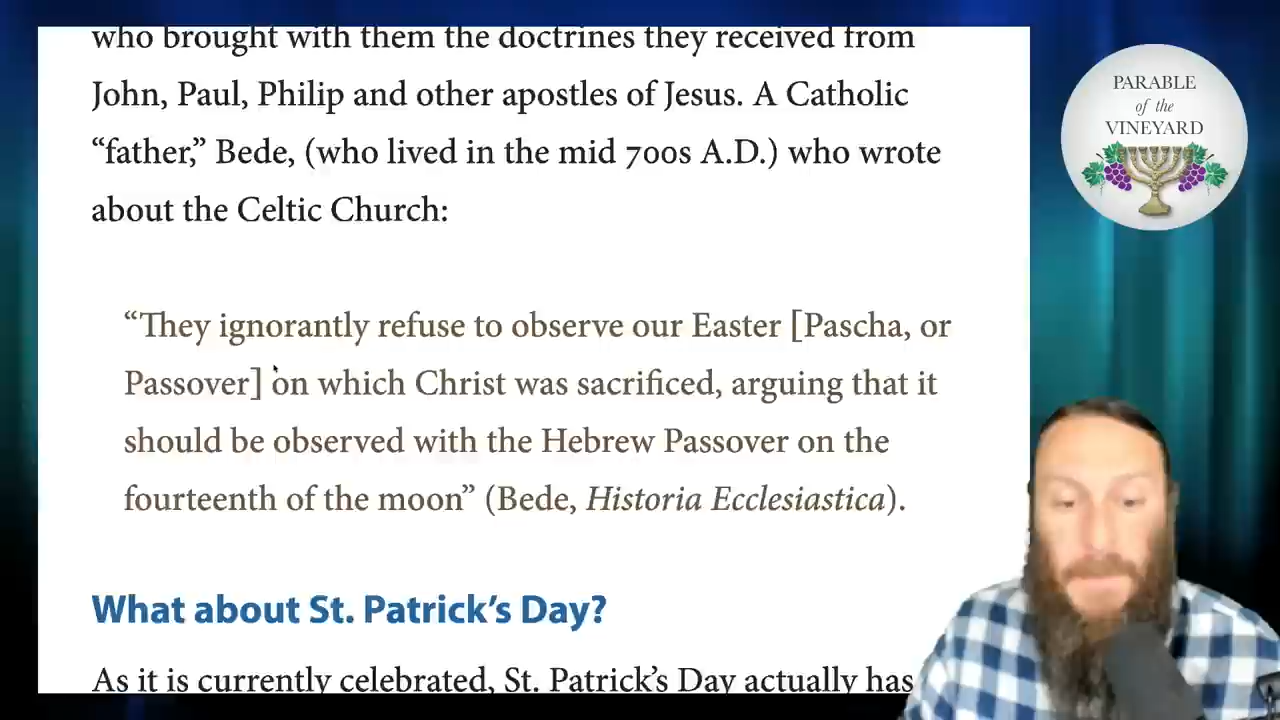 who brought with them the doctrines they received from
John, Paul, Philip and other apostles of Jesus. A Catholic
“father,” Bede, (who lived in the mid 700s A.D.) who wrote
about the Celtic Church:
“They ignorantly refuse to observe our Easter [Pascha, or
Passover] on which Christ was sacrificed, arguing that it
should be observed with the Hebrew Passover on the
fourteenth of the moon” (Bede, Historia Ecclesiastica).
What about St. Patrick’s Day?
As it is currently celebrated, St. Patrick’s Day actually has
PARABLE
of the
VINEYARD